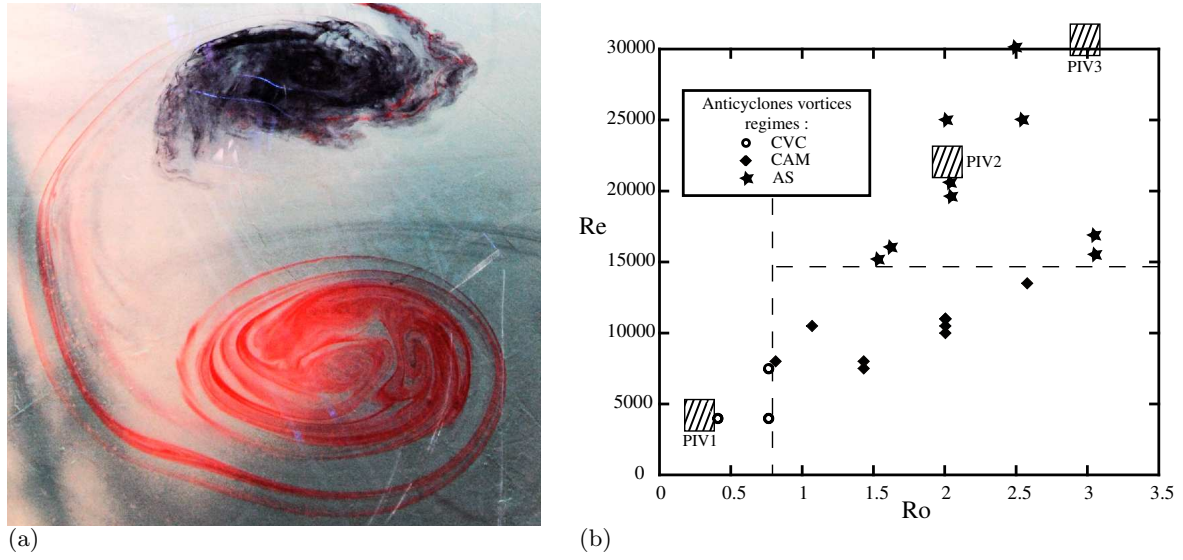 30000
25000
20000
15000
10000
5000
0
Re
Anticyclones vortices
regimes :
CVC
CAM
AS
PIV3
PIV2
PIV1
0 0.5 1 1.5 2 2.5 3 3.5
Ro
(a) (b)